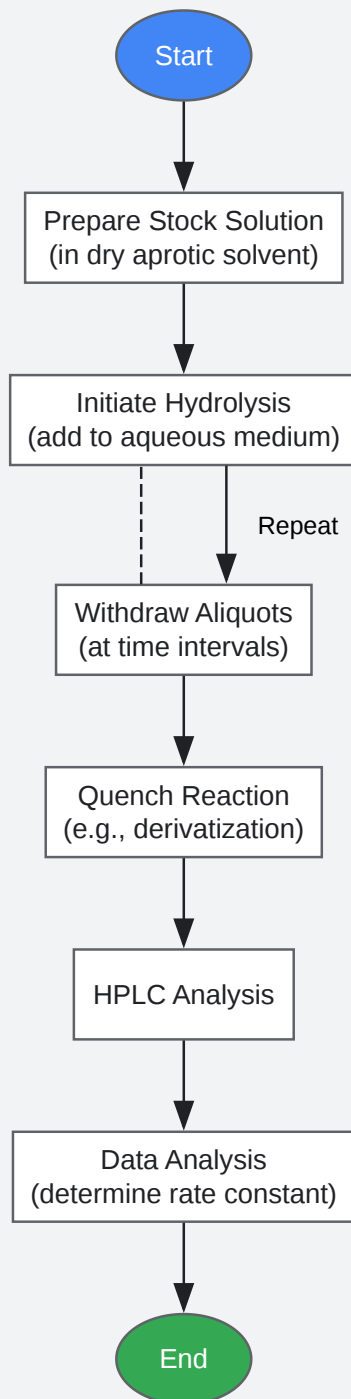 Start
Prepare Stock Solution
(in dry aprotic solvent)
Initiate Hydrolysis
(add to aqueous medium)
Repeat
Withdraw Aliquots
(at time intervals)
Quench Reaction
(e.g., derivatization)
HPLC Analysis
Data Analysis
(determine rate constant)
End